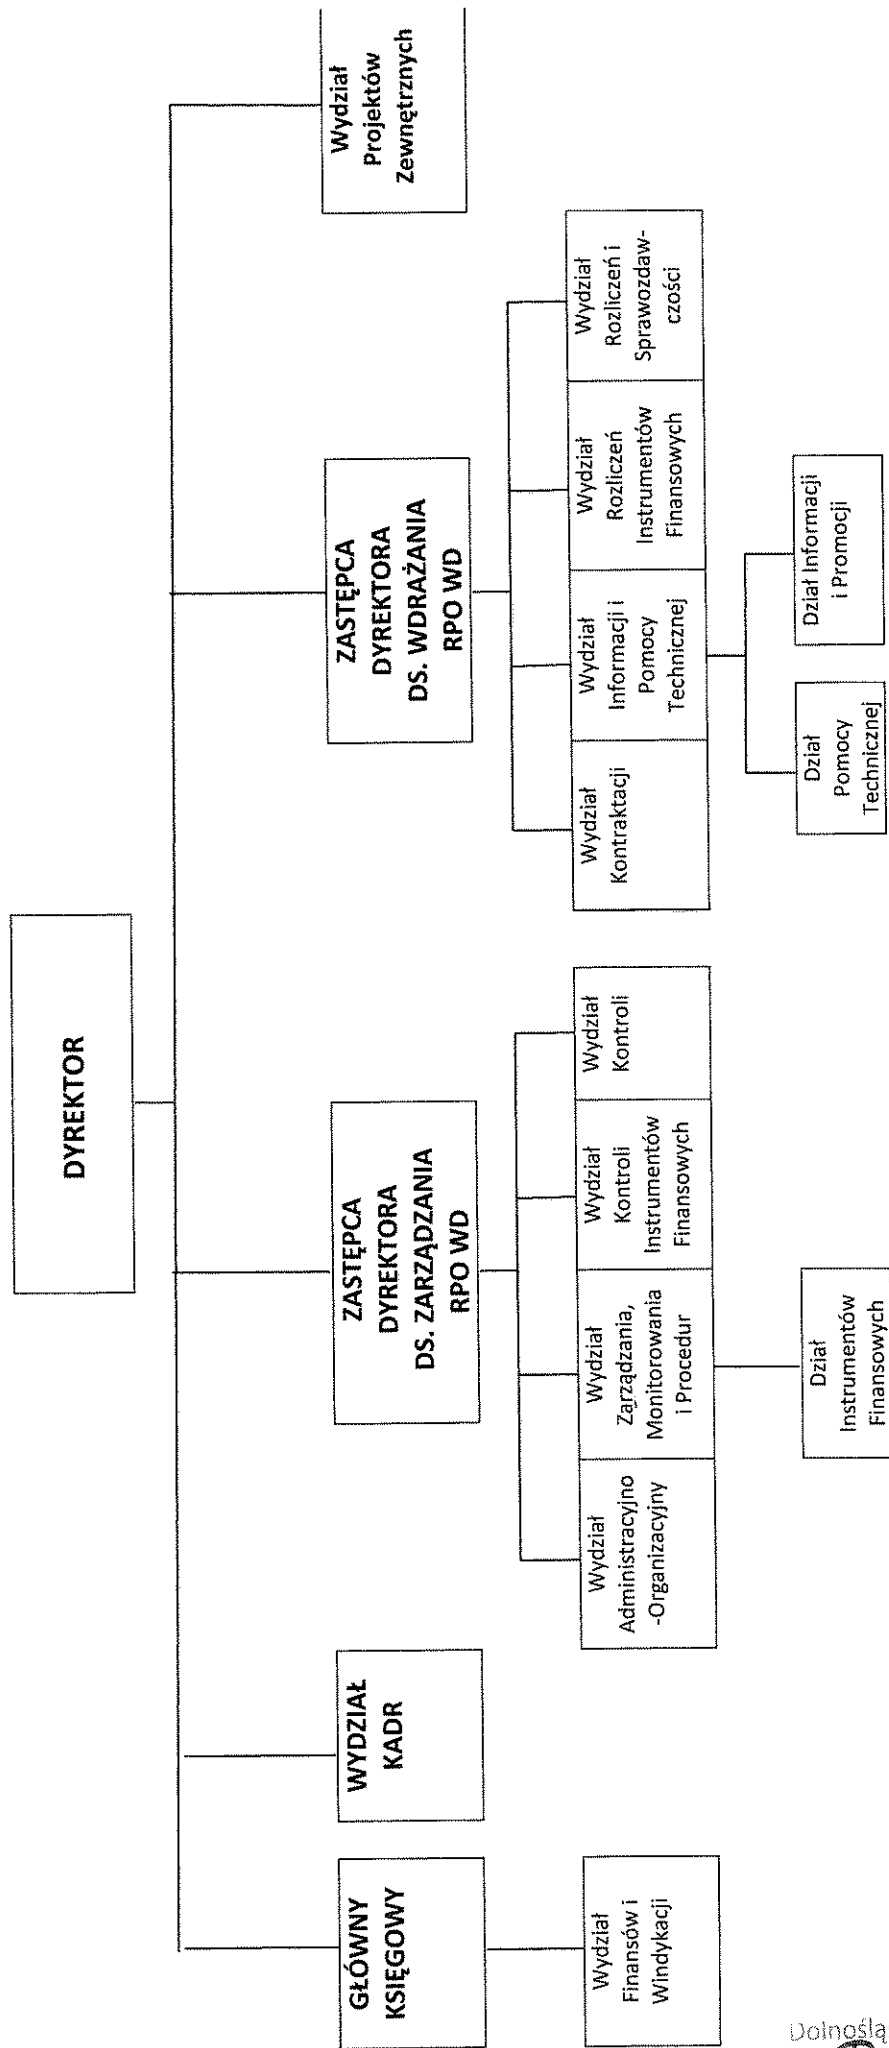 DYREKTOR
GŁÓWNY
KSIĘGOWY
WYDZIAŁ
KADR
ZASTĘPCA
DYREKTORA
DS. ZARZĄDZANIA
RPO WD
ZASTĘPCA
DYREKTORA
DS. WDRAŻANIA
RPO WD
Wydział
Projektów
Zewnętrznych
Wydział
Finansów i
Windykacji
Wydział
Administracyjno
-Organizacyjny
Wydział
Zarządzania,
Monitorowania
i Procedur
Wydział
Kontroli
Instrumentów
Finansowych
Wydział
Kontroli
Wydział
Kontraktacji
Wydział
Informacji i
Pomocy
Technicznej
Wydział
Rozliczeń
Instrumentów
Finansowych
Wydział
Rozliczeń i
Sprawozdaw-
czości
Dział
Instrumentów
Finansowych
Dział
Pomocy
Technicznej
Dział Informacji
i Promocji
Dolnoślą